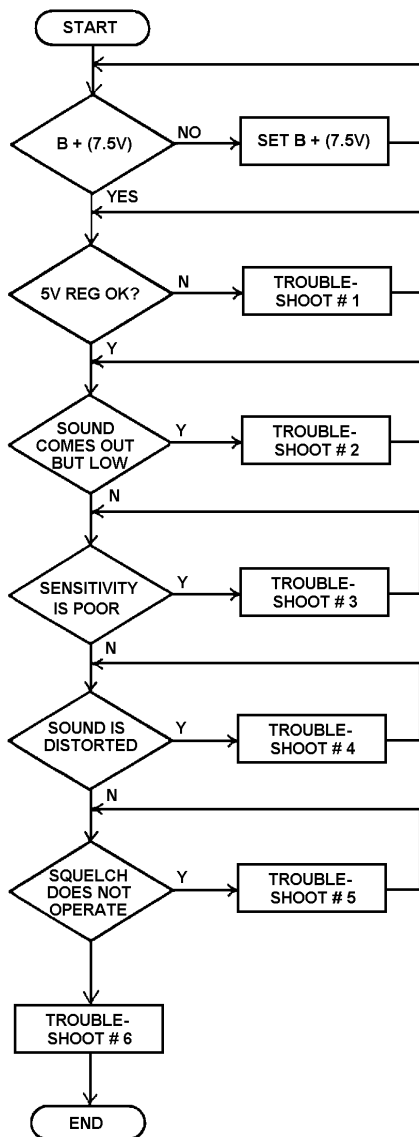 START
B + (7.5V)
NO
SET B + (7.5V)
YES
5V REG OK?
N
TROUBLE-
SHOOT # 1
Y
SOUND
COMES OUT
BUT LOW
Y
TROUBLE-
SHOOT # 2
N
SENSITIVITY
IS POOR
Y
TROUBLE-
SHOOT # 3
N
SOUND IS
DISTORTED
Y
TROUBLE-
SHOOT # 4
N
SQUELCH
DOES NOT
OPERATE
Y
TROUBLE-
SHOOT # 5
TROUBLE-
SHOOT # 6
END